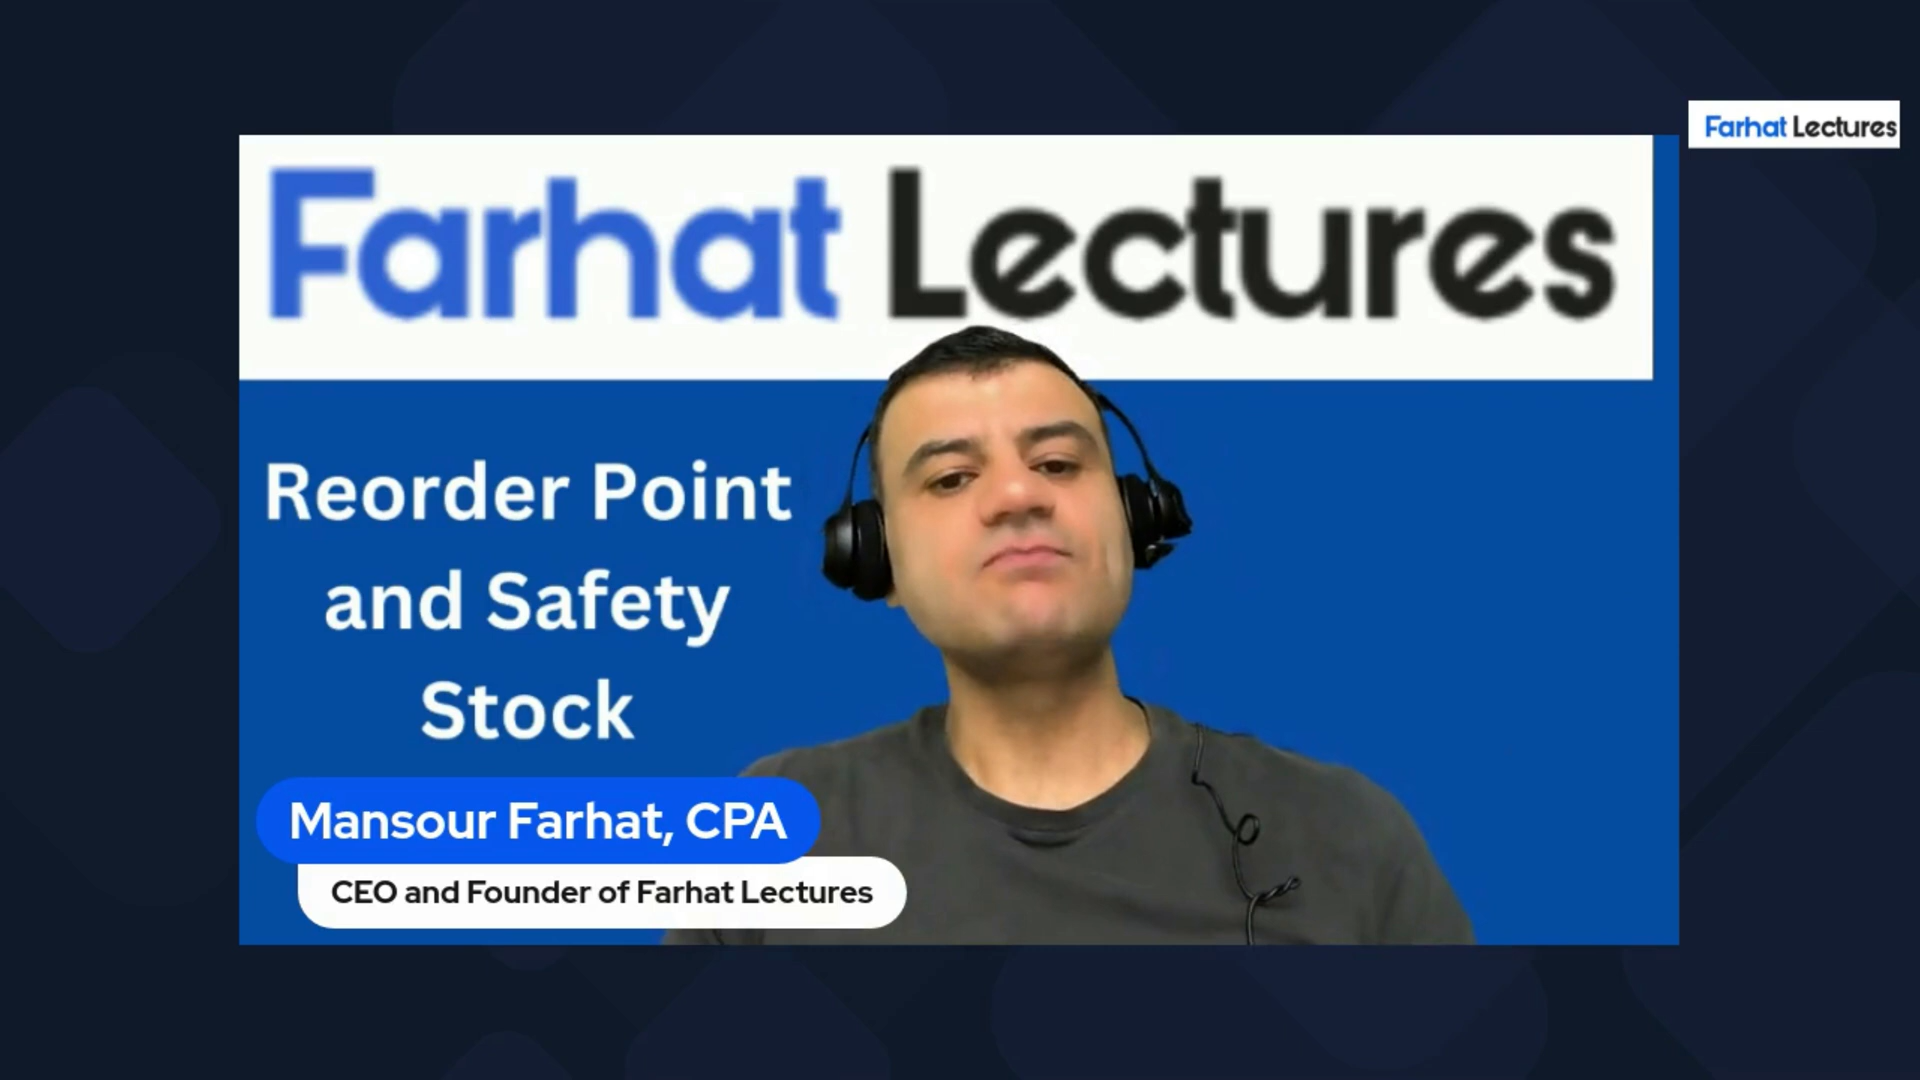 Farhat Lectures
Farhat Lectures
Reorder Point
and Safety
Stock
Mansour Farhat, CPA
CEO and Founder of Farhat Lectures